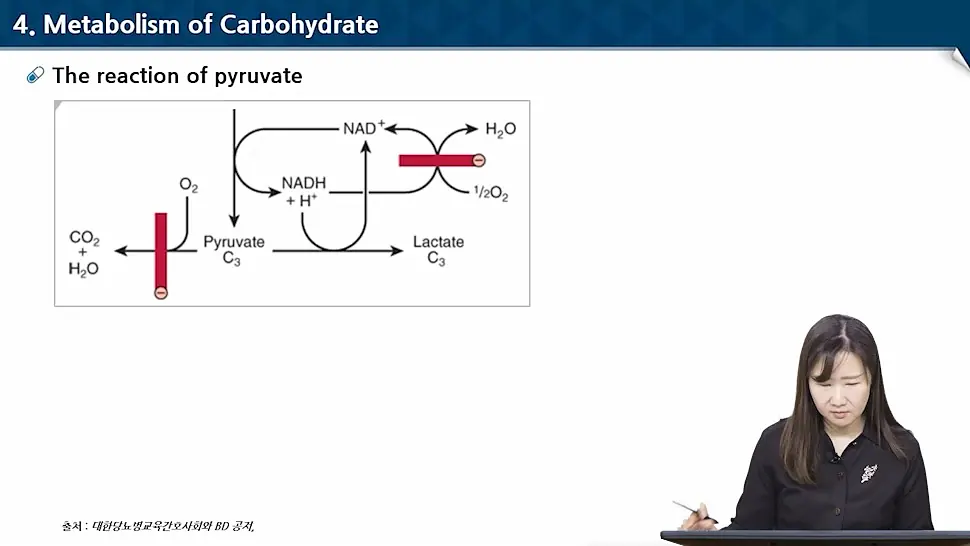 4. Metabolism of Carbohydrate
The reaction of pyruvate
NAD⁺
H₂O
O₂
NADH
+ H⁺
½O₂
CO₂
+
H₂O
Pyruvate
C₃
Lactate
C₃
출처 : 대한당뇨병교육간호사회와 BD 공저,